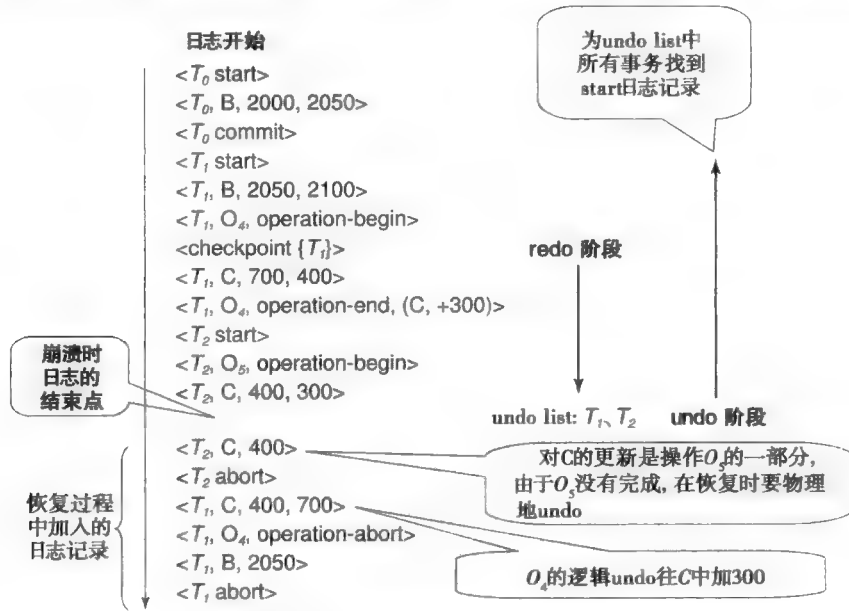 日志开始
<T₀ start>
<T₀, B, 2000, 2050>
<T₀ commit>
<T₁ start>
<T₁, B, 2050, 2100>
<T₁, O₄, operation-begin>
<checkpoint {T₁}>
<T₁, C, 700, 400>
<T₁, O₄, operation-end, (C, +300)>
<T₂ start>
<T₂, O₅, operation-begin>
<T₂, C, 400, 300>
崩溃时
日志的
结束点
<T₂, C, 400>
<T₂ abort>
<T₁, C, 400, 700>
<T₁, O₄, operation-abort>
<T₁, B, 2050>
<T₁ abort>
恢复过程
中加入的
日志记录
为undo list中
所有事务找到
start日志记录
redo 阶段
undo list: T₁、T₂
undo 阶段
对C的更新是操作O₅的一部分,
由于O₅没有完成, 在恢复时要物理
地undo
O₄的逻辑undo往C中加300